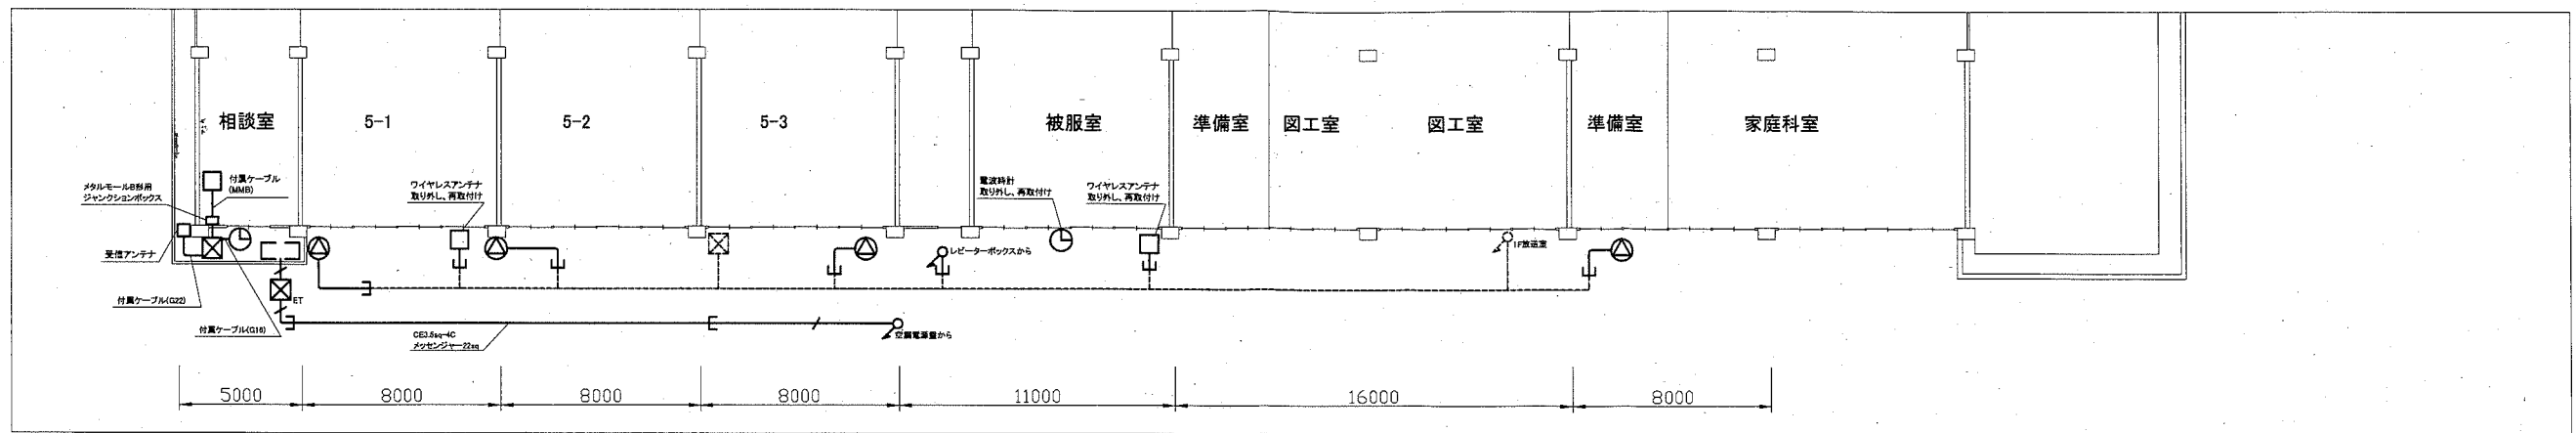 相談室
5-1
5-2
5-3
被服室
準備室
図工室
図工室
準備室
家庭科室
メタルモールB形用
ジャンクションボックス
付属ケーブル
(MMB)
ワイヤレスアンテナ
取り外し、再取付け
電波時計
取り外し、再取付け
ワイヤレスアンテナ
取り外し、再取付け
受信アンテナ
レピーターボックスから
1F放送室
付属ケーブル(G22)
ET
付属ケーブル(G16)
CE3.5sq-4C
メッセンジャー22sq
空調電源盤から
5000
8000
8000
8000
11000
16000
8000